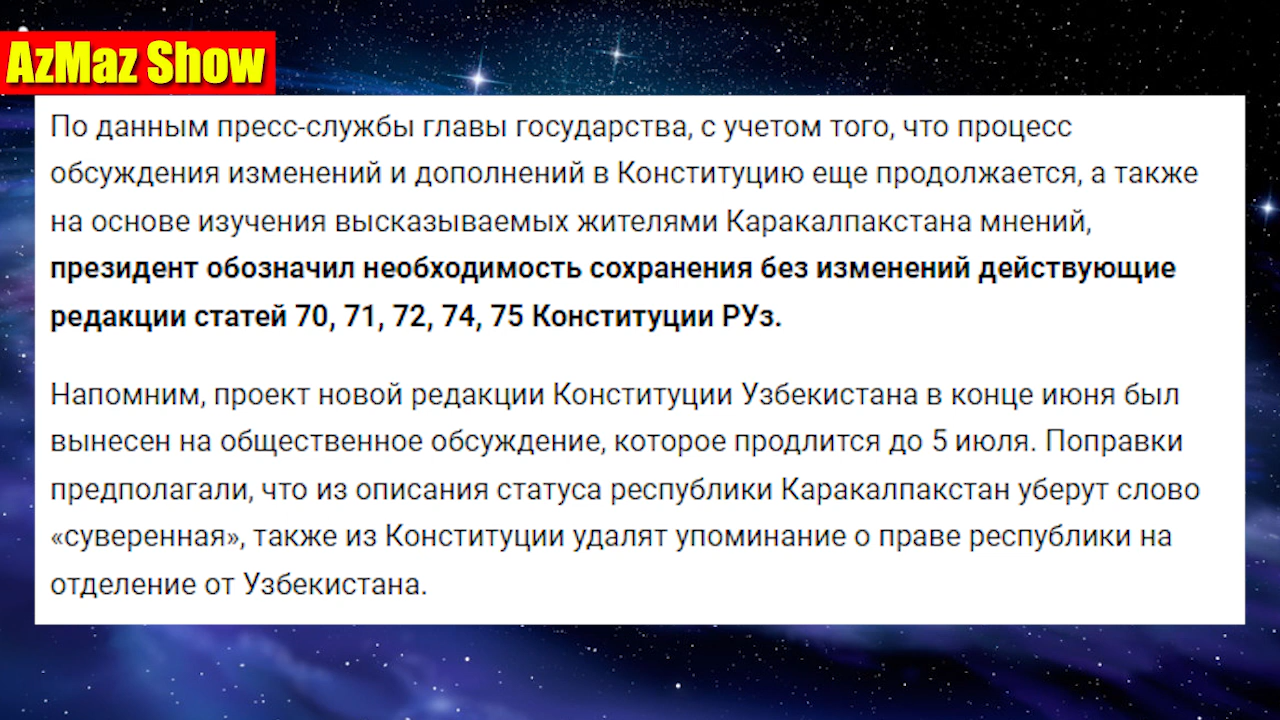 AzMaz Show
По данным пресс-службы главы государства, с учетом того, что процесс
обсуждения изменений и дополнений в Конституцию еще продолжается, а также
на основе изучения высказываемых жителями Каракалпакстана мнений,
президент обозначил необходимость сохранения без изменений действующие
редакции статей 70, 71, 72, 74, 75 Конституции РУз.
Напомним, проект новой редакции Конституции Узбекистана в конце июня был
вынесен на общественное обсуждение, которое продлится до 5 июля. Поправки
предполагали, что из описания статуса республики Каракалпакстан уберут слово
«суверенная», также из Конституции удалят упоминание о праве республики на
отделение от Узбекистана.